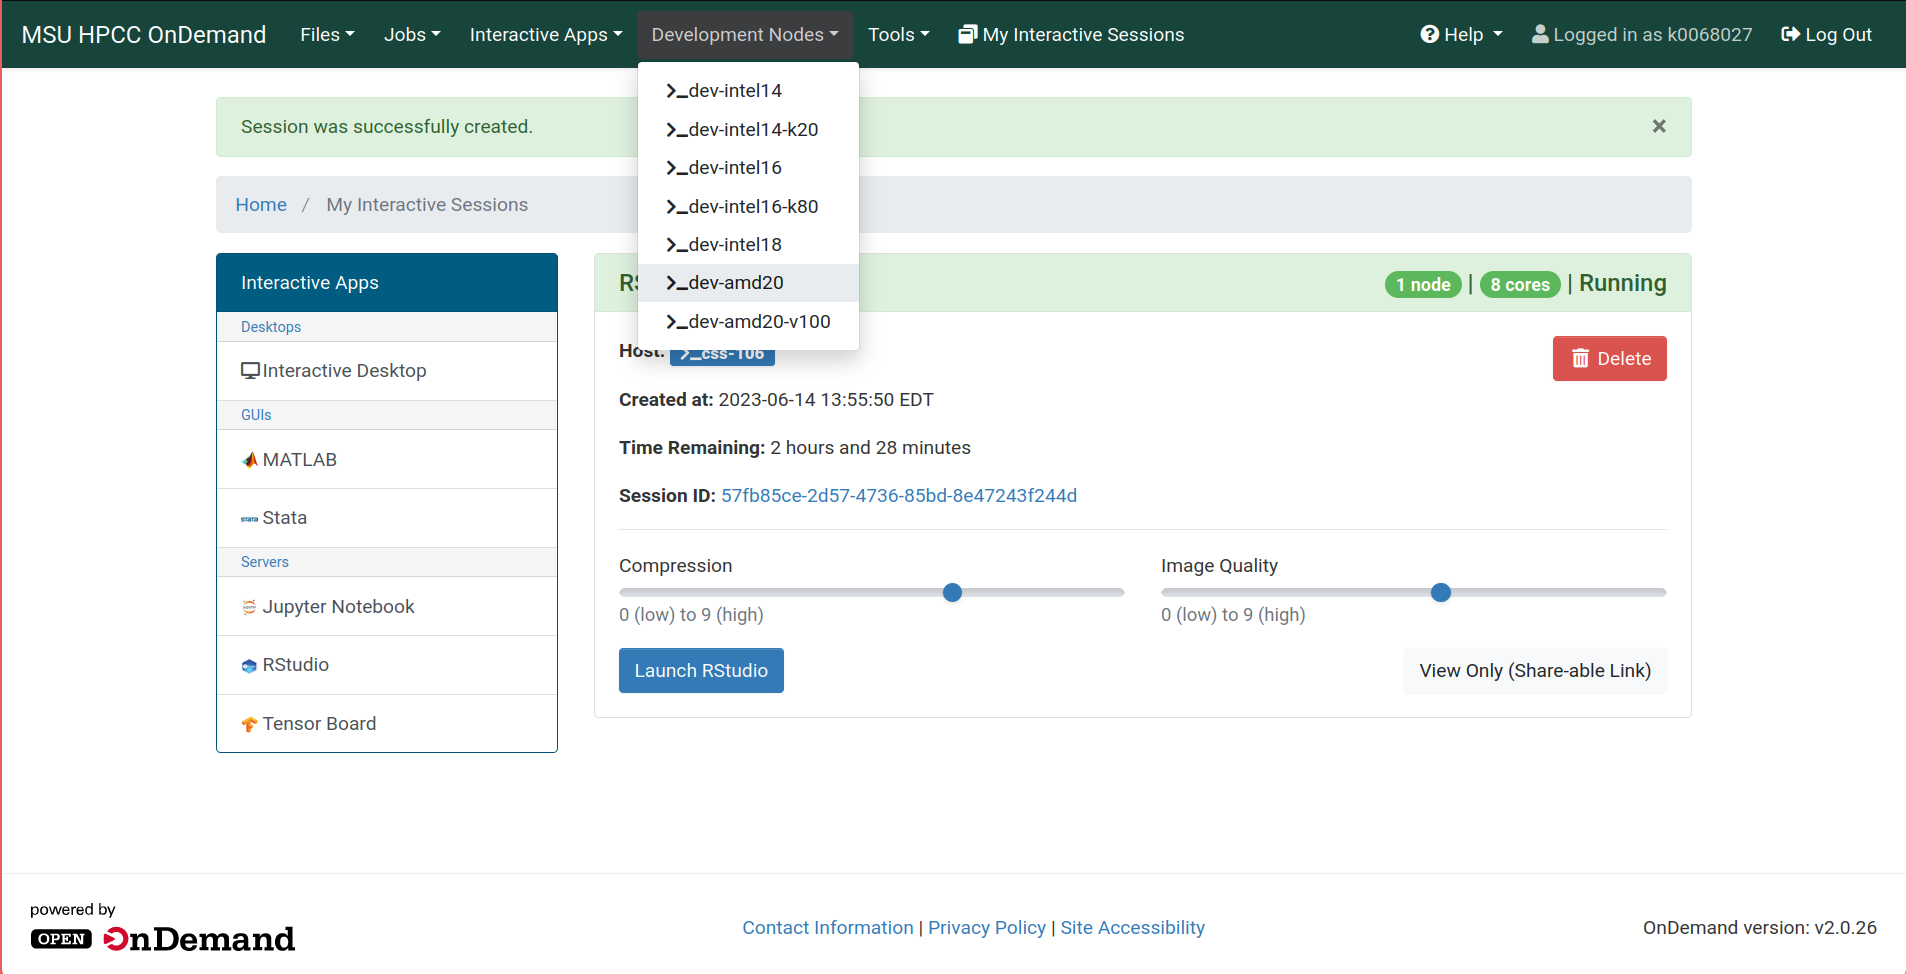 MSU HPCC OnDemand Files Jobs Interactive Apps Development Nodes Tools My Interactive Sessions Help Logged in as k0068027 Log Out
>_dev-intel14
>_dev-intel14-k20
>_dev-intel16
>_dev-intel16-k80
>_dev-intel18
>_dev-amd20
>_dev-amd20-v100
Session was successfully created. ×
Home / My Interactive Sessions
Interactive Apps
Desktops
Interactive Desktop
GUIs
MATLAB
Stata
Servers
Jupyter Notebook
RStudio
Tensor Board
1 node | 8 cores | Running
Host: >_css-106
Delete
Created at: 2023-06-14 13:55:50 EDT
Time Remaining: 2 hours and 28 minutes
Session ID: 57fb85ce-2d57-4736-85bd-8e47243f244d
Compression
0 (low) to 9 (high)
Image Quality
0 (low) to 9 (high)
Launch RStudio
View Only (Share-able Link)
powered by
OPEN OnDemand
Contact Information | Privacy Policy | Site Accessibility
OnDemand version: v2.0.26